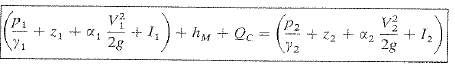 (p₁/γ₁ + z₁ + α₁ V₁²/2g + I₁) + h_M + Q_C = (p₂/γ₂ + z₂ + α₂ V₂²/2g + I₂)